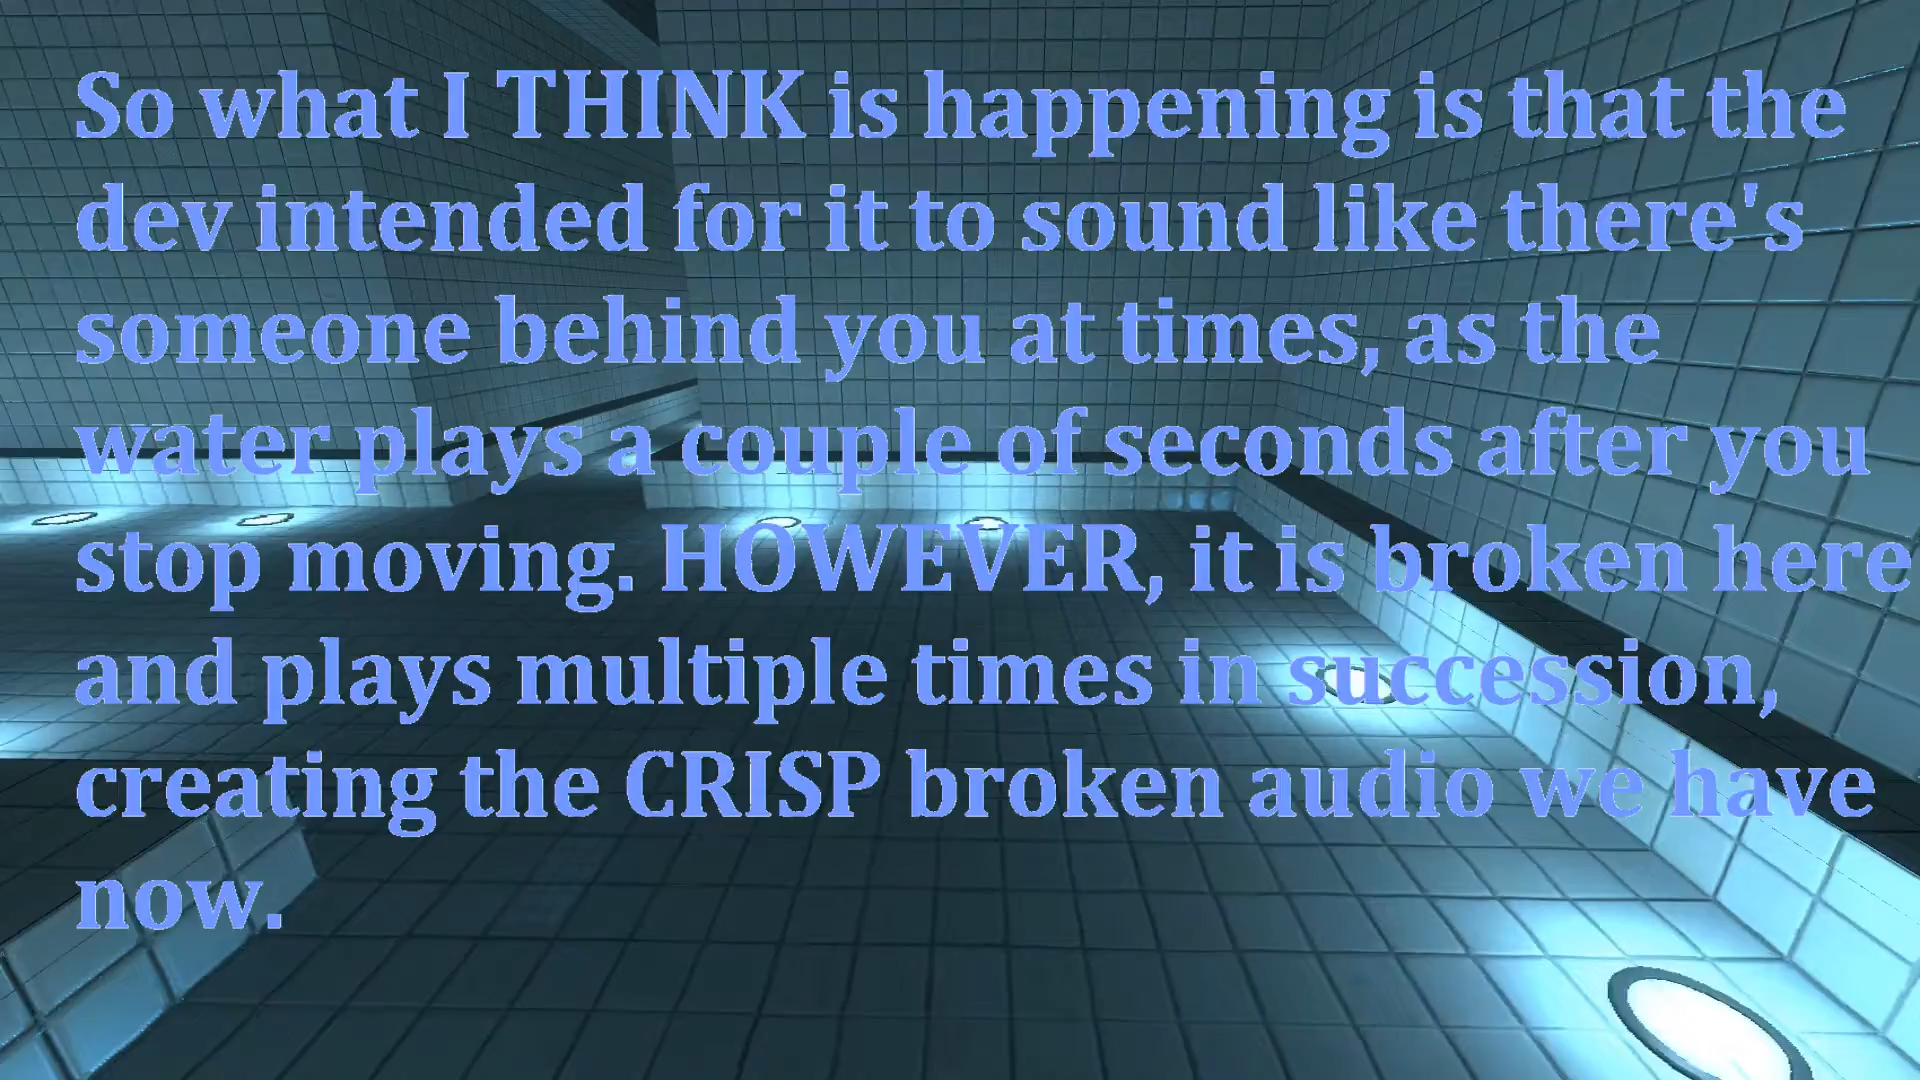 So what I THINK is happening is that the
dev intended for it to sound like there's
someone behind you at times, as the
water plays a couple of seconds after you
stop moving. HOWEVER, it is broken here
and plays multiple times in succession,
creating the CRISP broken audio we have
now.